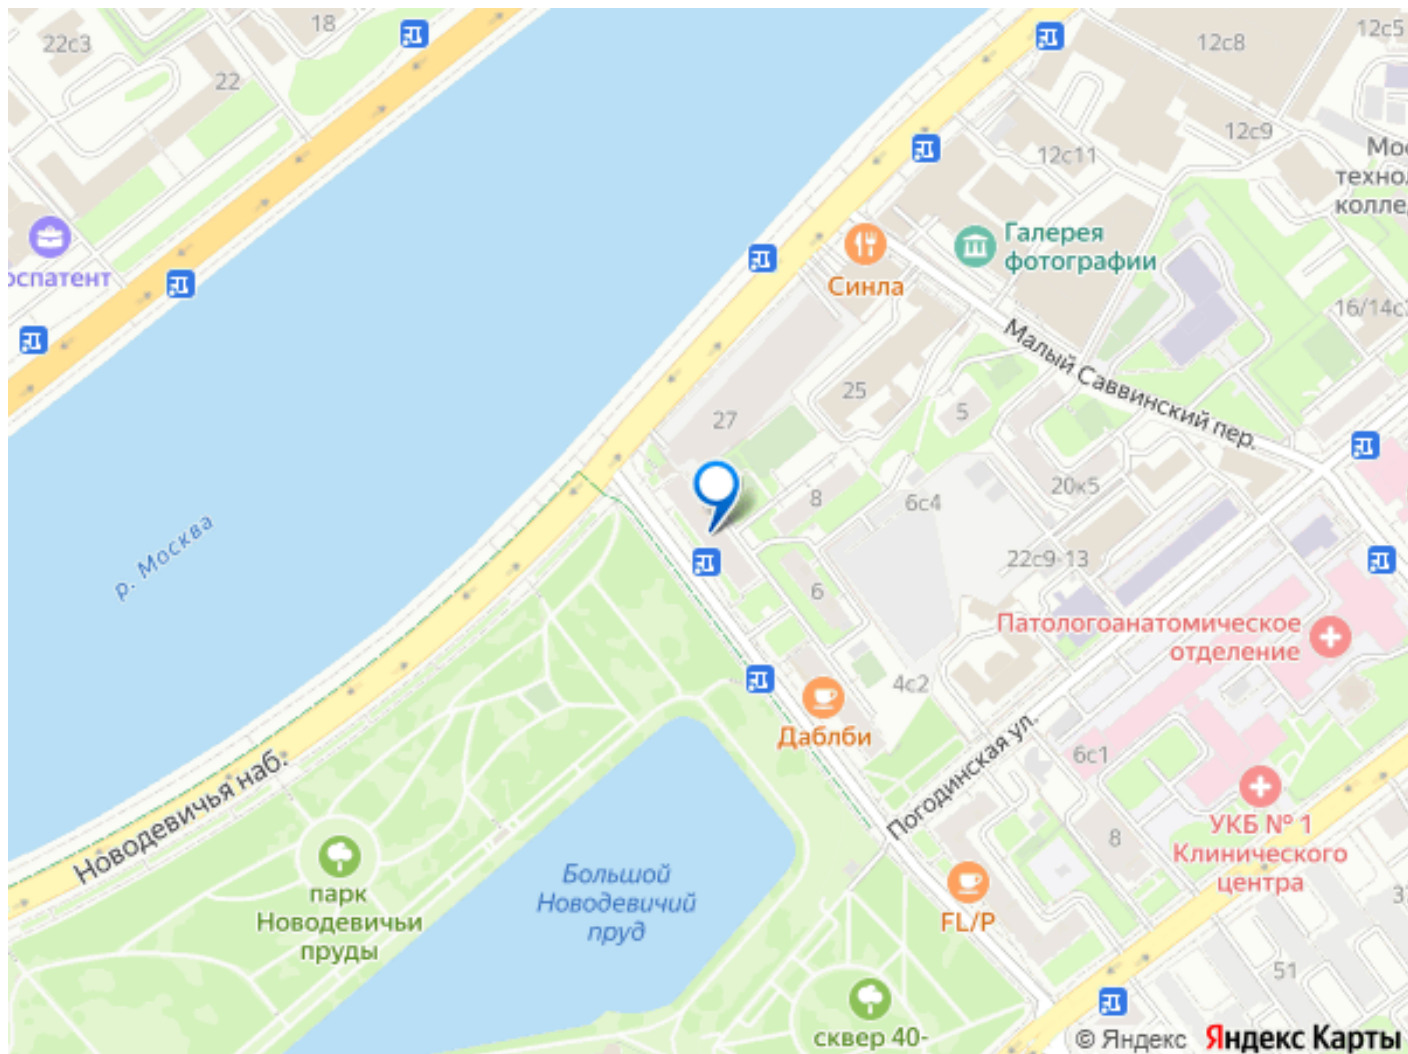 18
22с3
12с5
12с8
22
12с9
12с11
Мос
техно
колле
Галерея
фотографии
оспатент
Синла
16/14с
Малый Саввинский пер.
25
5
27
20к5
8
6с4
р. Москва
22с9-13
6
Патологоанатомическое
отделение
4с2
Даблби
Погодинская ул.
6с1
Новодевичья наб.
8
УКБ № 1
Клинического
центра
Большой
Новодевичий
пруд
парк
Новодевичьи
пруды
FL/P
51
сквер 40-
© Яндекс Яндекс Карты